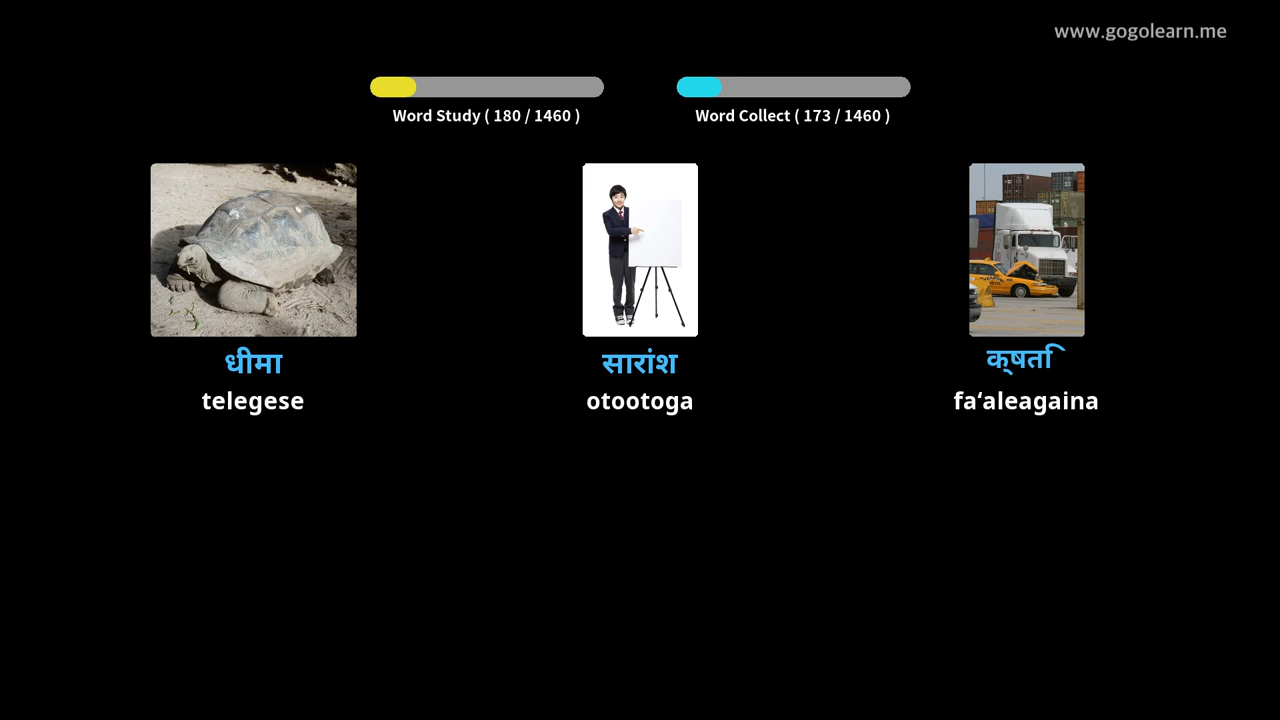 www.gogolearn.me
Word Study ( 180 / 1460 )
Word Collect ( 173 / 1460 )
धीमा
सारांश
क्षति
telegese
otootoga
fa‘aleagaina